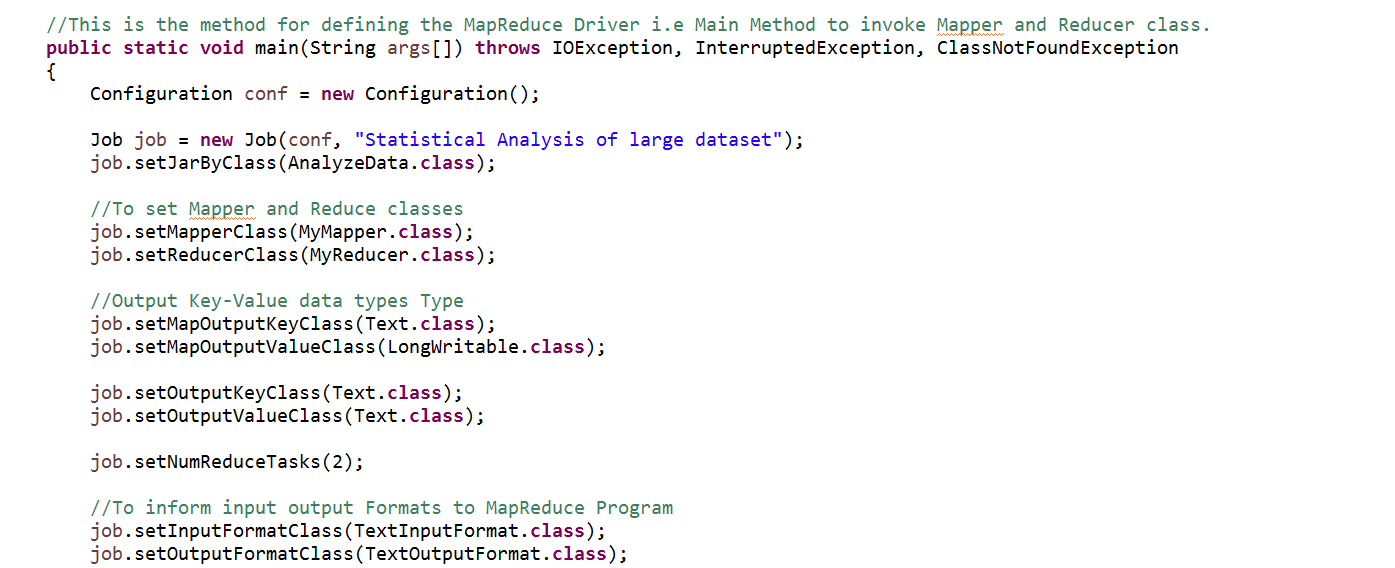 //This is the method for defining the MapReduce Driver i.e Main Method to invoke Mapper and Reducer class.
public static void main(String args[]) throws IOException, InterruptedException, ClassNotFoundException
{
Configuration conf = new Configuration();
Job job = new Job(conf, "Statistical Analysis of large dataset");
job.setJarByClass(AnalyzeData.class);
//To set Mapper and Reduce classes
job.setMapperClass(MyMapper.class);
job.setReducerClass(MyReducer.class);
//Output Key-Value data types Type
job.setMapOutputKeyClass(Text.class);
job.setMapOutputValueClass(LongWritable.class);
job.setOutputKeyClass(Text.class);
job.setOutputValueClass(Text.class);
job.setNumReduceTasks(2);
//To inform input output Formats to MapReduce Program
job.setInputFormatClass(TextInputFormat.class);
job.setOutputFormatClass(TextOutputFormat.class);